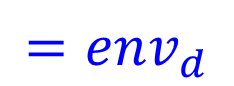 = env_d